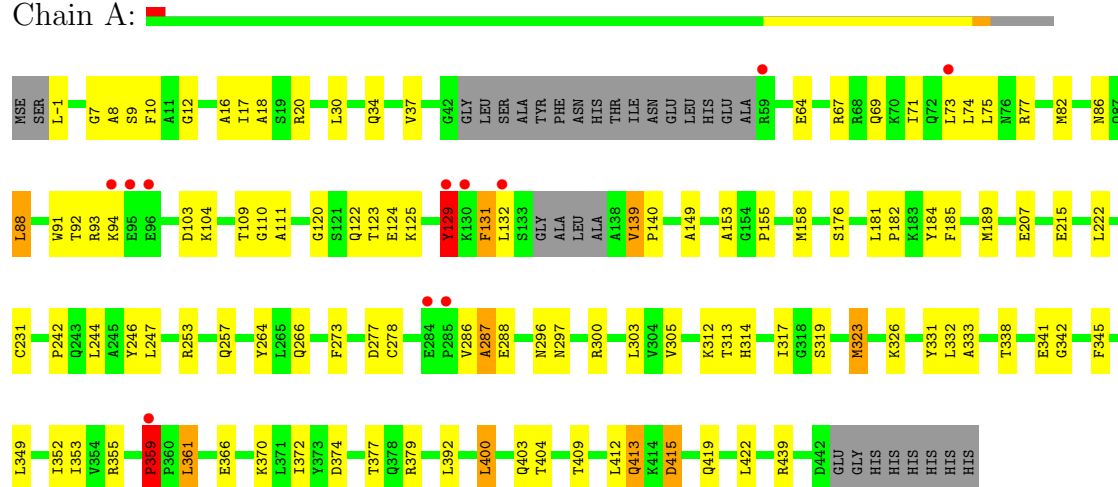 Chain A:
MSE SER L-1 G7 A8 S9 F10 A11 G12 A16 I17 A18 S19 R20 L30 Q34 V37 G42 GLY LEU SER ALA TYR PHE ASN HIS THR ILE ASN GLU LEU HIS GLU ALA R59 E64 R67 R68 Q69 K70 I71 Q72 L73 L74 L75 N76 R77 M82 N86 Q87
L88 W91 T92 R93 K94 E95 E96 D103 K104 T109 G110 A111 G120 S121 Q122 T123 E124 K125 Y129 K130 F131 L132 S133 GLY ALA LEU ALA A138 V139 P140 A149 A153 G154 P155 M158 S176 L181 P182 K183 Y184 F185 M189 E207 E215 L222
C231 P242 Q243 L244 A245 Y246 L247 R253 Q257 Y264 L265 Q266 F273 D277 C278 E284 P285 V286 A287 E288 N296 N297 R300 L303 V304 V305 K312 T313 H314 I317 G318 S319 M323 K326 Y331 L332 A333 T338 E341 G342 F345
L349 I352 I353 V354 R355 P359 P360 L361 E366 K370 L371 I372 Y373 D374 T377 Q378 R379 L392 L400 Q403 T404 T409 L412 Q413 K414 D415 Q419 L422 R439 D442 GLU GLY HIS HIS HIS HIS HIS HIS